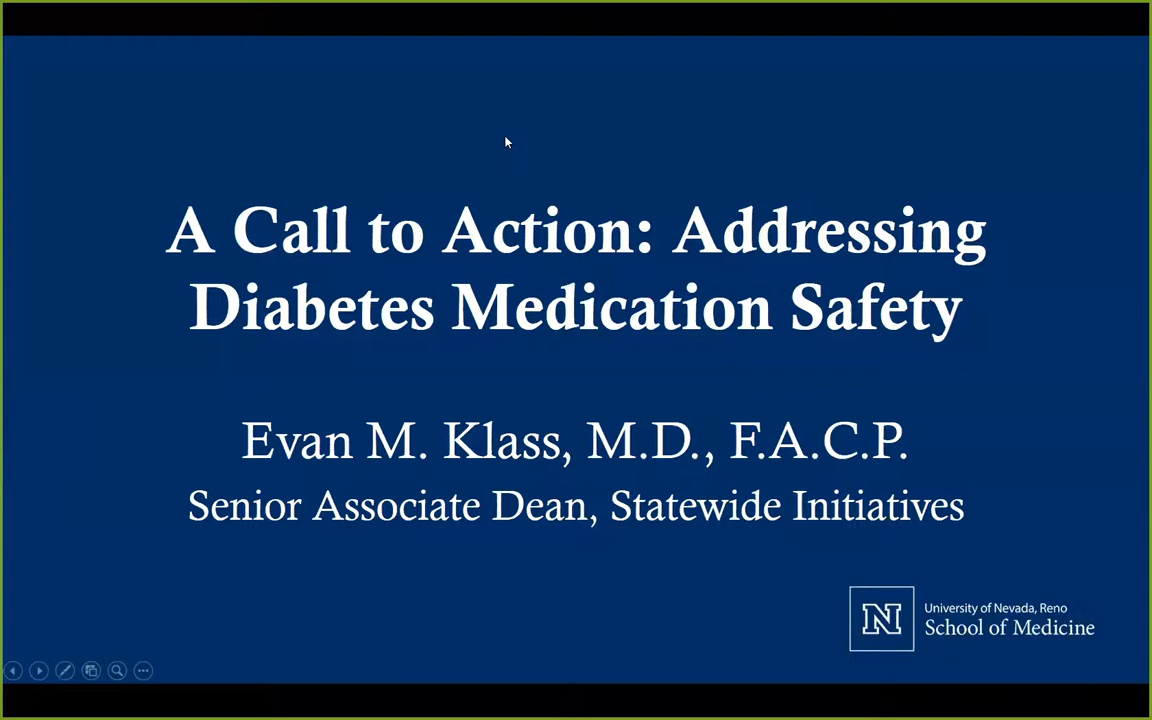 A Call to Action: Addressing
Diabetes Medication Safety
Evan M. Klass, M.D., F.A.C.P.
Senior Associate Dean, Statewide Initiatives
N
University of Nevada, Reno
School of Medicine